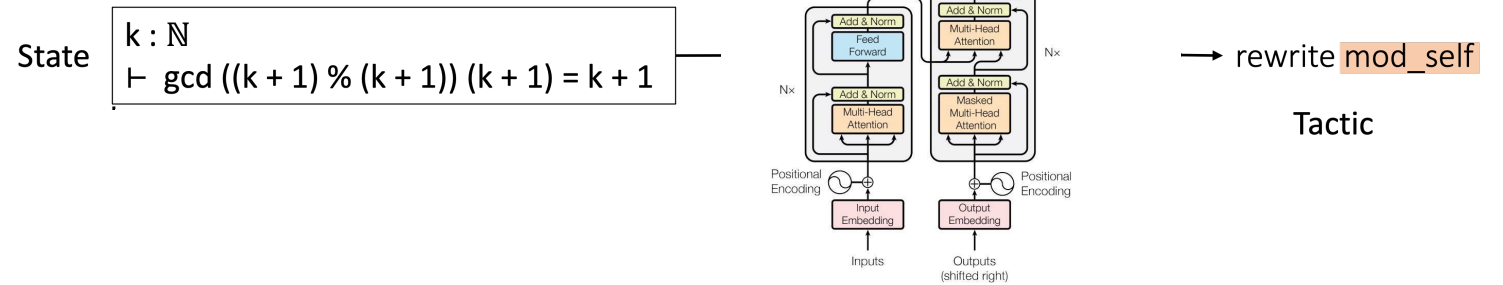 State
k : ℕ
⊢ gcd ((k + 1) % (k + 1)) (k + 1) = k + 1
Add & Norm
Feed
Forward
Nx
Add & Norm
Multi-Head
Attention
Positional
Encoding
Input
Embedding
Inputs
Add & Norm
Multi-Head
Attention
Nx
Add & Norm
Masked
Multi-Head
Attention
Positional
Encoding
Output
Embedding
Outputs
(shifted right)
rewrite mod_self
Tactic